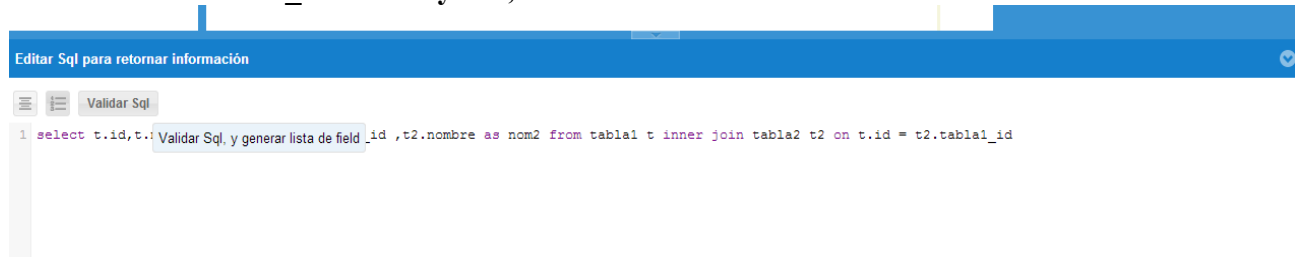 Editar Sql para retornar información
Validar Sql
1 select t.id,t. _id ,t2.nombre as nom2 from tabla1 t inner join tabla2 t2 on t.id = t2.tabla1_id
Validar Sql, y generar lista de field